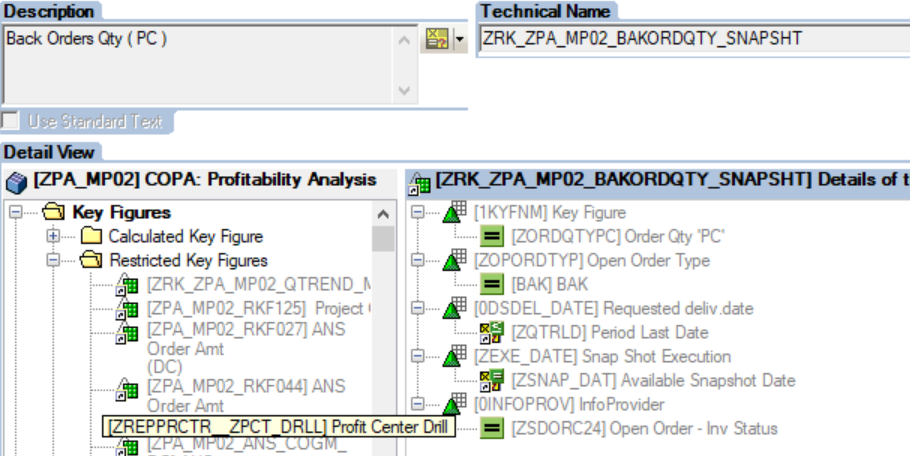 Description
Technical Name
Back Orders Qty ( PC )
ZRK_ZPA_MP02_BAKORDQTY_SNAPSHT
Use Standard Text
Detail View
[ZPA_MP02] COPA: Profitability Analysis
[ZRK_ZPA_MP02_BAKORDQTY_SNAPSHT] Details of t
Key Figures
Calculated Key Figure
Restricted Key Figures
[ZRK_ZPA_MP02_QTREND_M
[ZPA_MP02_RKF125] Project
[ZPA_MP02_RKF027] ANS
Order Amt
(DC)
[ZPA_MP02_RKF044] ANS
Order Amt
[ZREPPRCTR__ZPCT_DRLL] Profit Center Drill
[ZPA_MP02_ANS_COGM_
[1KYFNM] Key Figure
[ZORDQTYPC] Order Qty "PC"
[ZOPORDTYP] Open Order Type
[BAK] BAK
[0DSDEL_DATE] Requested deliv.date
[ZQTRLD] Period Last Date
[ZEXE_DATE] Snap Shot Execution
[ZSNAP_DAT] Available Snapshot Date
[0INFOPROV] InfoProvider
[ZSDORC24] Open Order - Inv Status